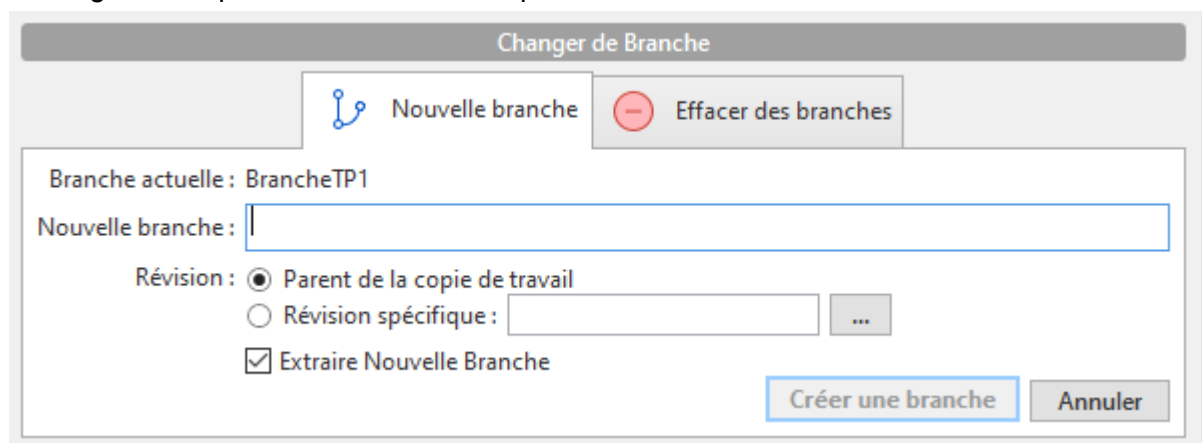 Changer de Branche
Nouvelle branche
Effacer des branches
Branche actuelle : BrancheTP1
Nouvelle branche :
Révision : Parent de la copie de travail
Révision spécifique : ...
Extraire Nouvelle Branche
Créer une branche Annuler